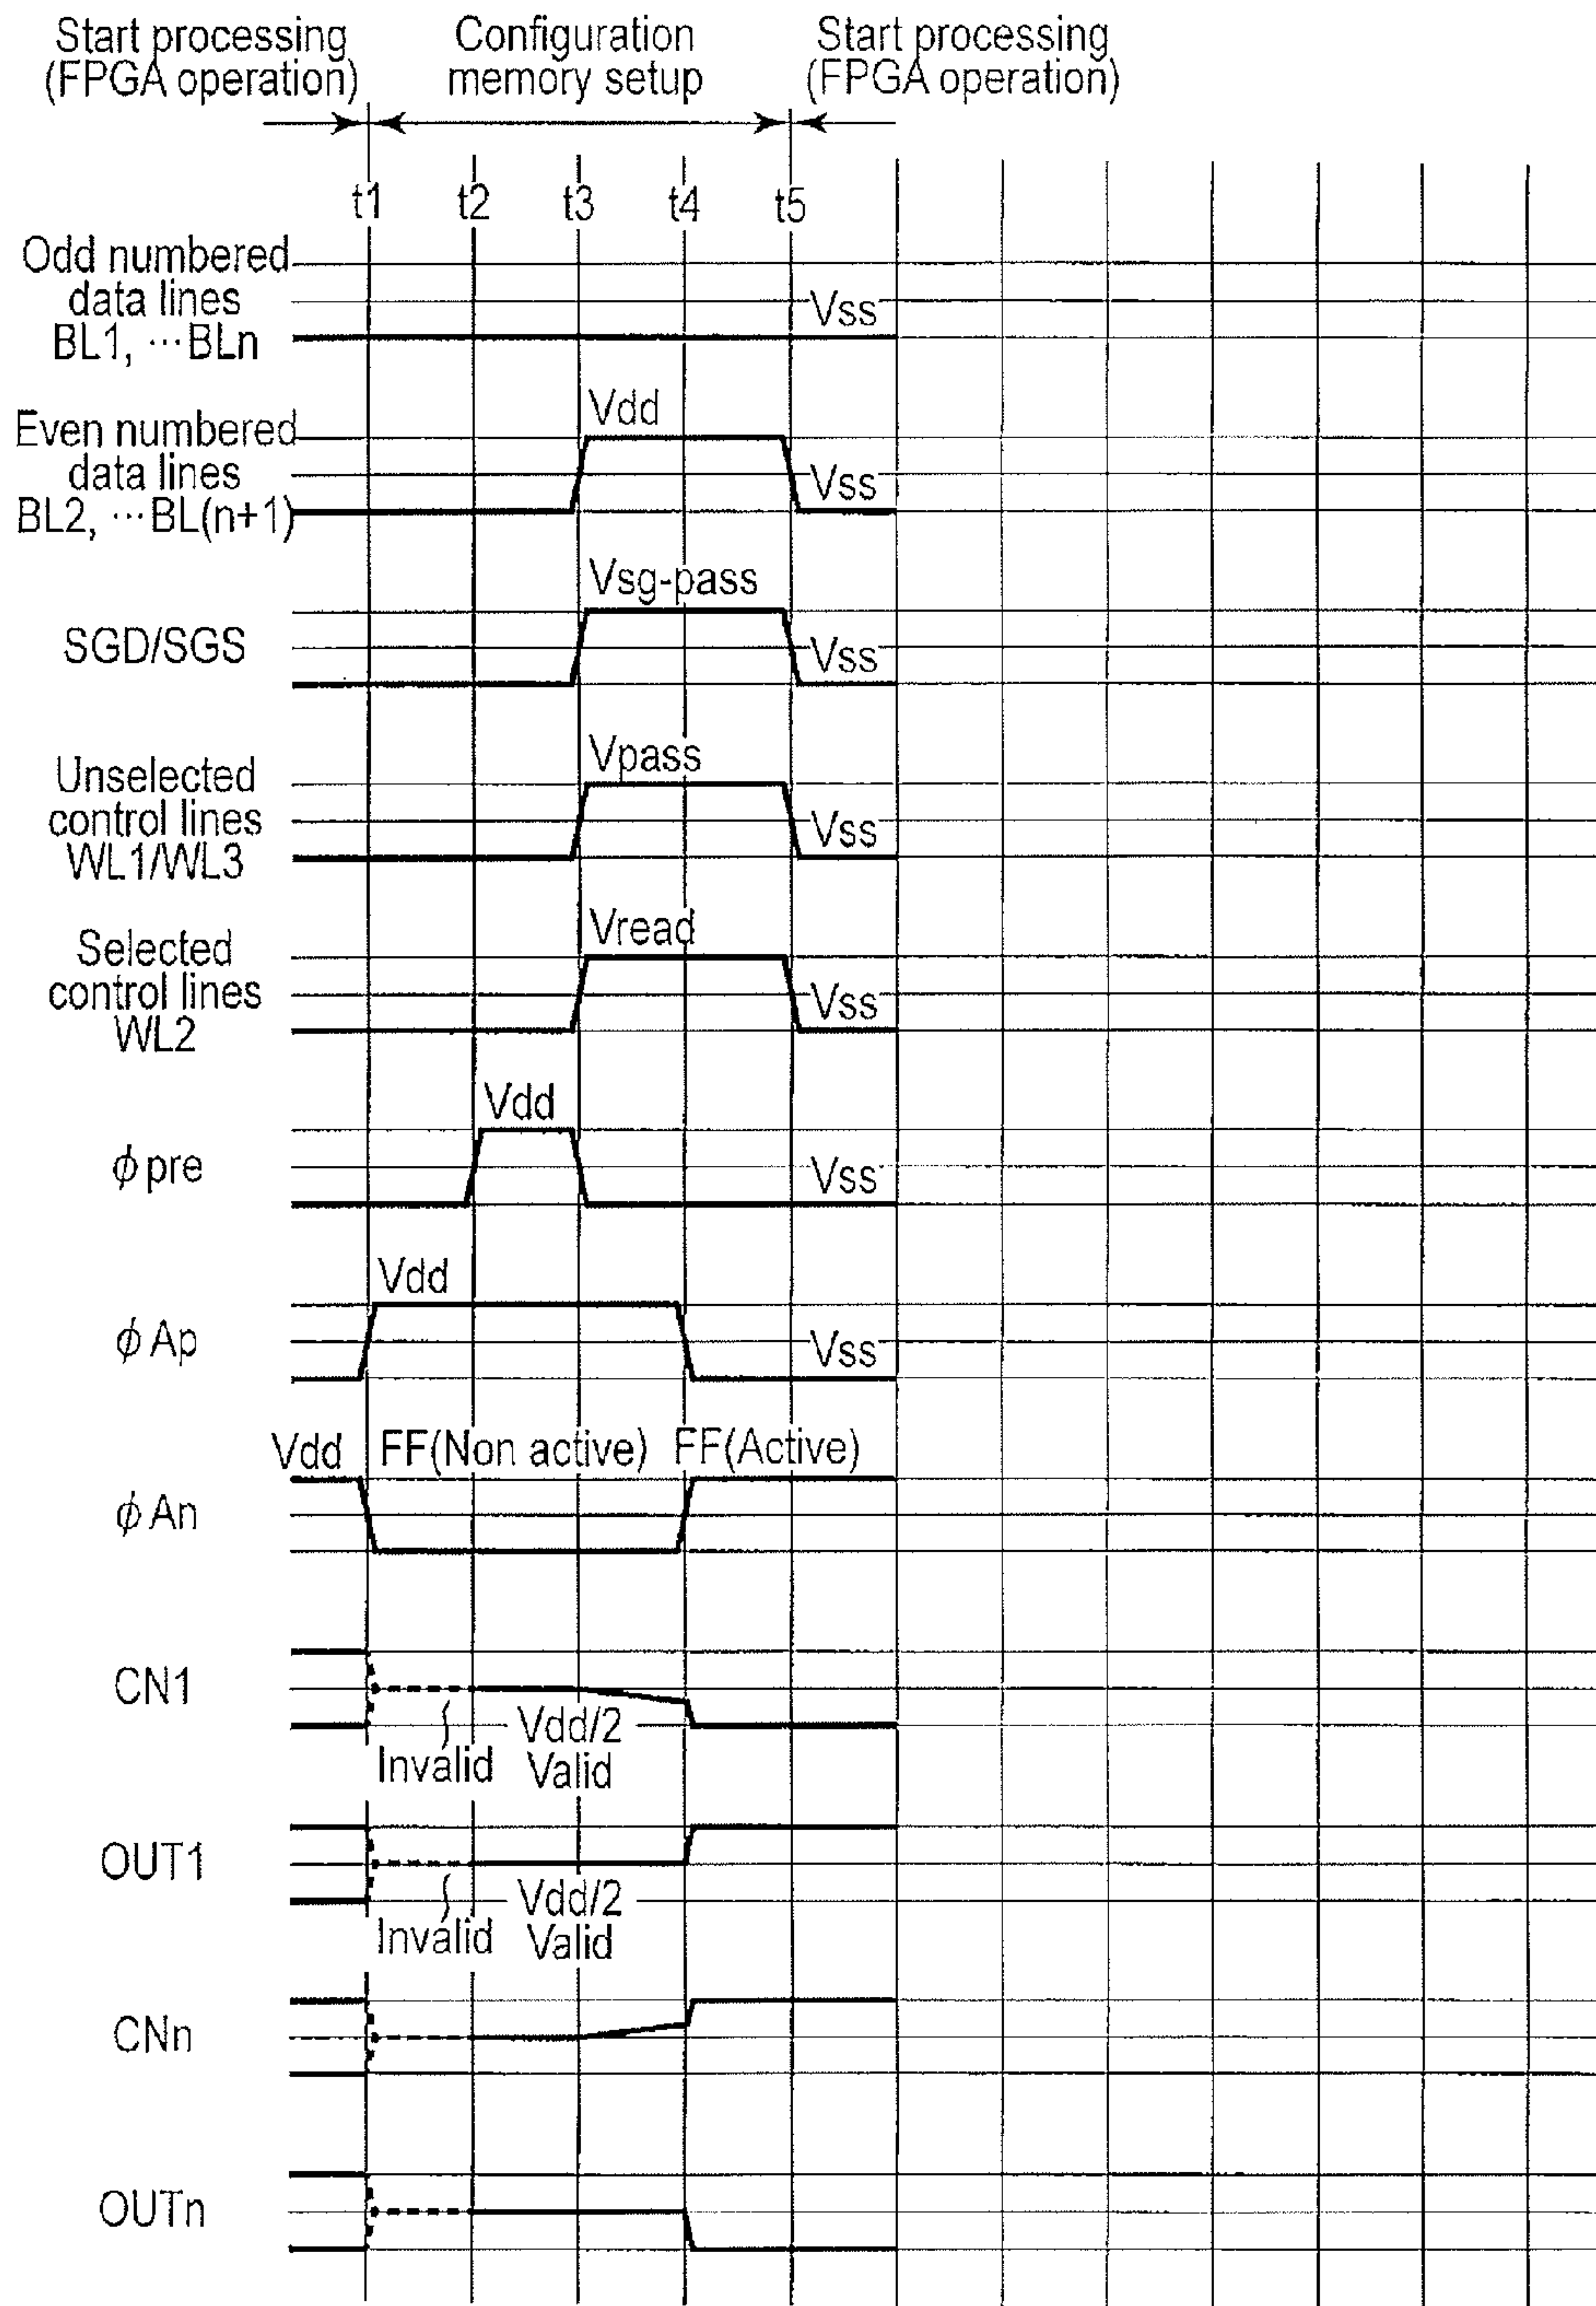 Start processing
(FPGA operation)
Configuration
memory setup
Start processing
(FPGA operation)
t1 t2 t3 t4 t5
Odd numbered
data lines
BL1, ···BLn
Vss
Even numbered
data lines
BL2, ···BL(n+1)
Vdd
Vss
SGD/SGS
Vsg-pass
Vss
Unselected
control lines
WL1/WL3
Vpass
Vss
Selected
control lines
WL2
Vread
Vss
ϕ pre
Vdd
Vss
ϕ Ap
Vdd
Vss
ϕ An
Vdd FF(Non active) FF(Active)
CN1
Vdd/2
Invalid Valid
OUT1
Vdd/2
Invalid Valid
CNn
OUTn